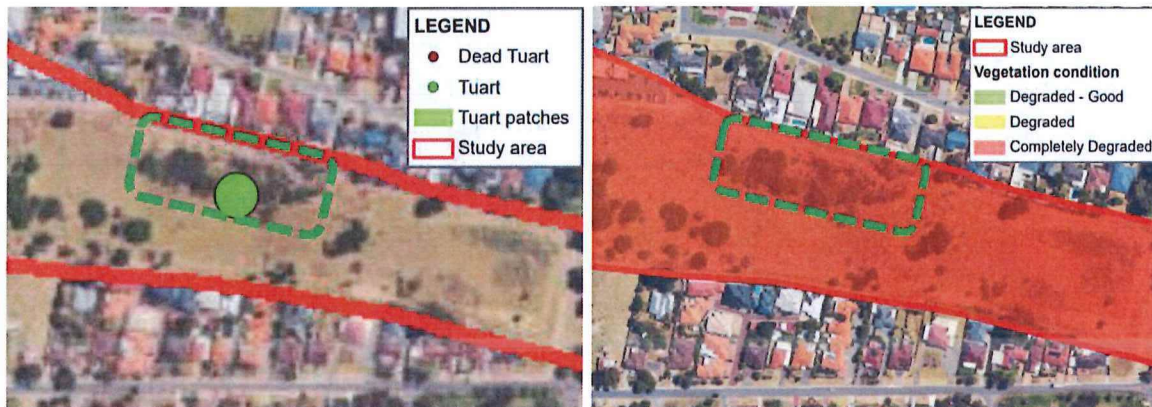 LEGEND
Dead Tuart
Tuart
Tuart patches
Study area
LEGEND
Study area
Vegetation condition
Degraded - Good
Degraded
Completely Degraded